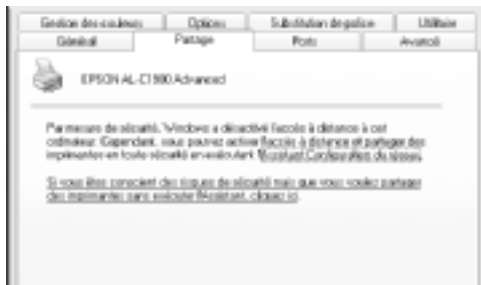 Gestion des couleurs Options Substitution de police Utilitaire
Général Partage Ports Avancé
EPSON AL-C1900 Advanced
Par mesure de sécurité, Windows a désactivé l'accès à distance à cet
ordinateur. Cependant, vous pouvez activer l'accès à distance et partager des
imprimantes en toute sécurité en exécutant l'Assistant Configuration du réseau.
Si vous êtes conscient des risques de sécurité mais que vous voulez partager
des imprimantes sans exécuter l'Assistant, cliquez ici.